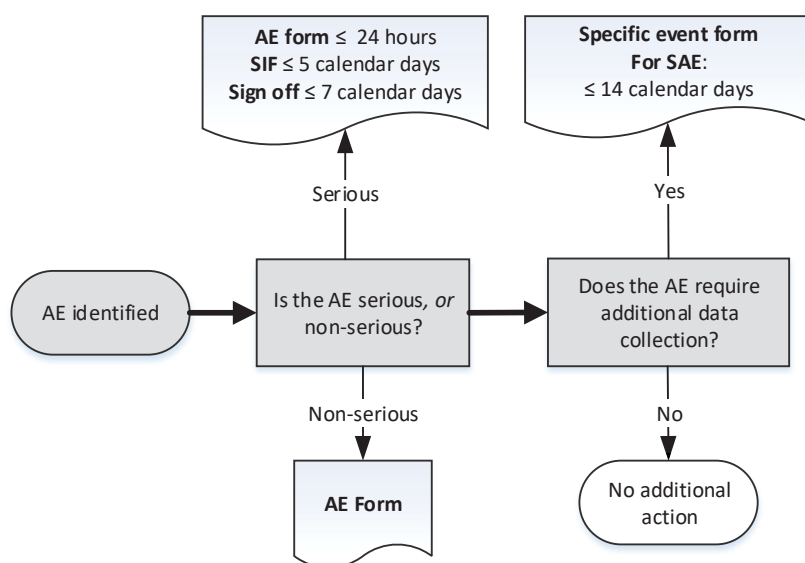 AE form ≤ 24 hours
SIF ≤ 5 calendar days
Sign off ≤ 7 calendar days
Specific event form
For SAE:
≤ 14 calendar days
Serious
Yes
AE identified
Is the AE serious, or
non-serious?
Does the AE require
additional data
collection?
Non-serious
No
AE Form
No additional
action